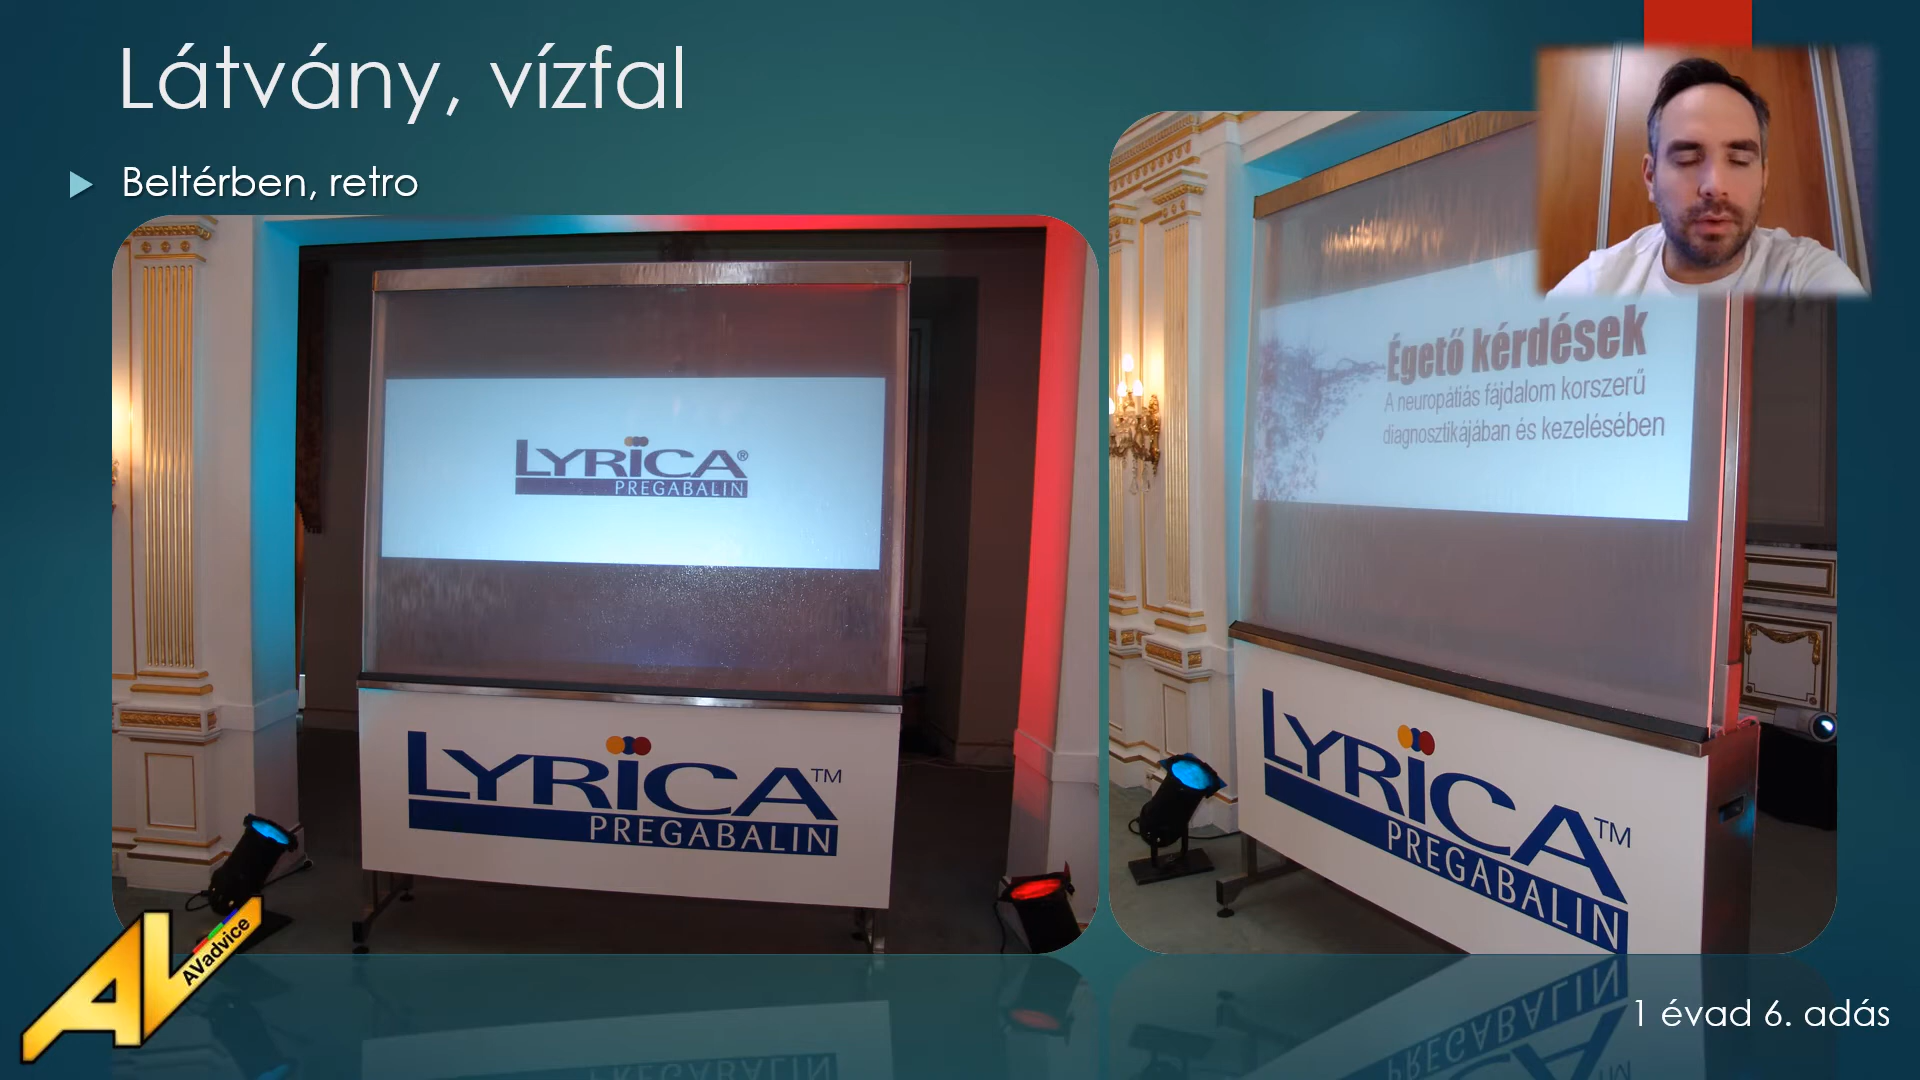 Látvány, vízfal
Beltérben, retro
LYRICA®
PREGABALIN
LYRICA™
PREGABALIN
Égető kérdések
A neuropátiás fájdalom korszerű
diagnosztikájában és kezelésében
LYRICA™
PREGABALIN
AV
AVadvice
1 évad 6. adás